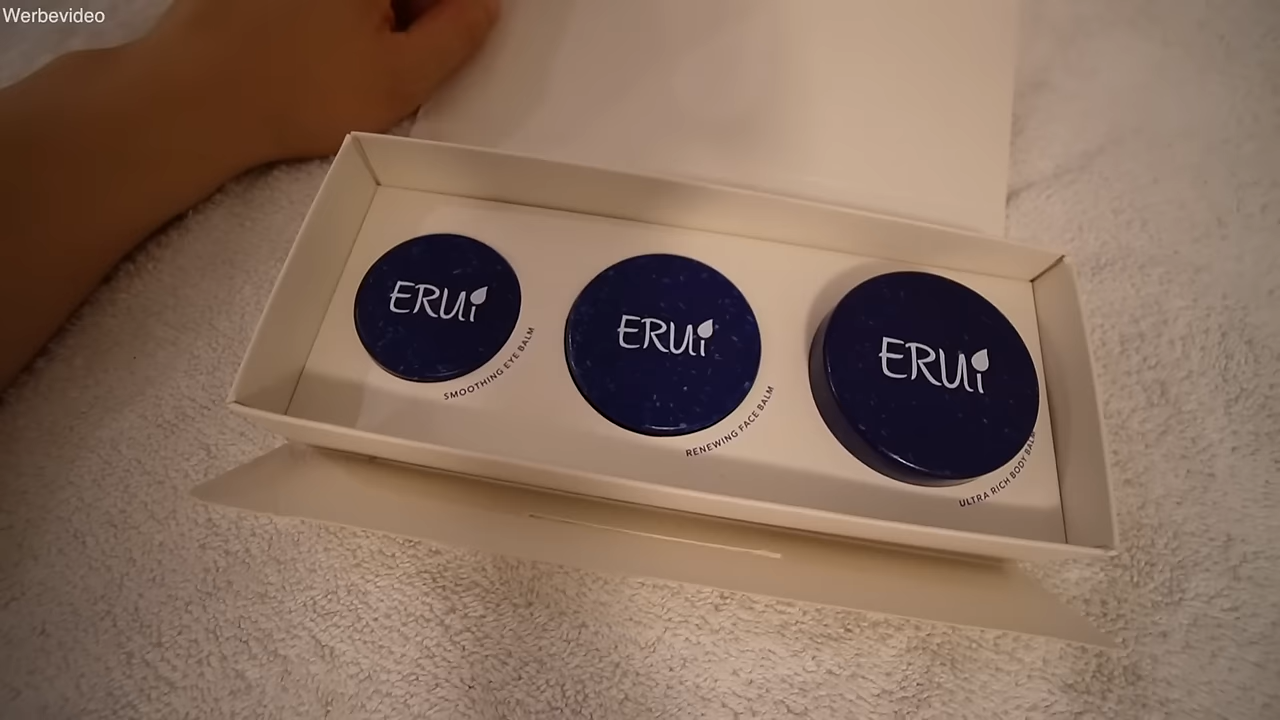 Werbevideo
ERUi
SMOOTHING EYE BALM
ERUi
RENEWING FACE BALM
ERUi
ULTRA RICH BODY BALM